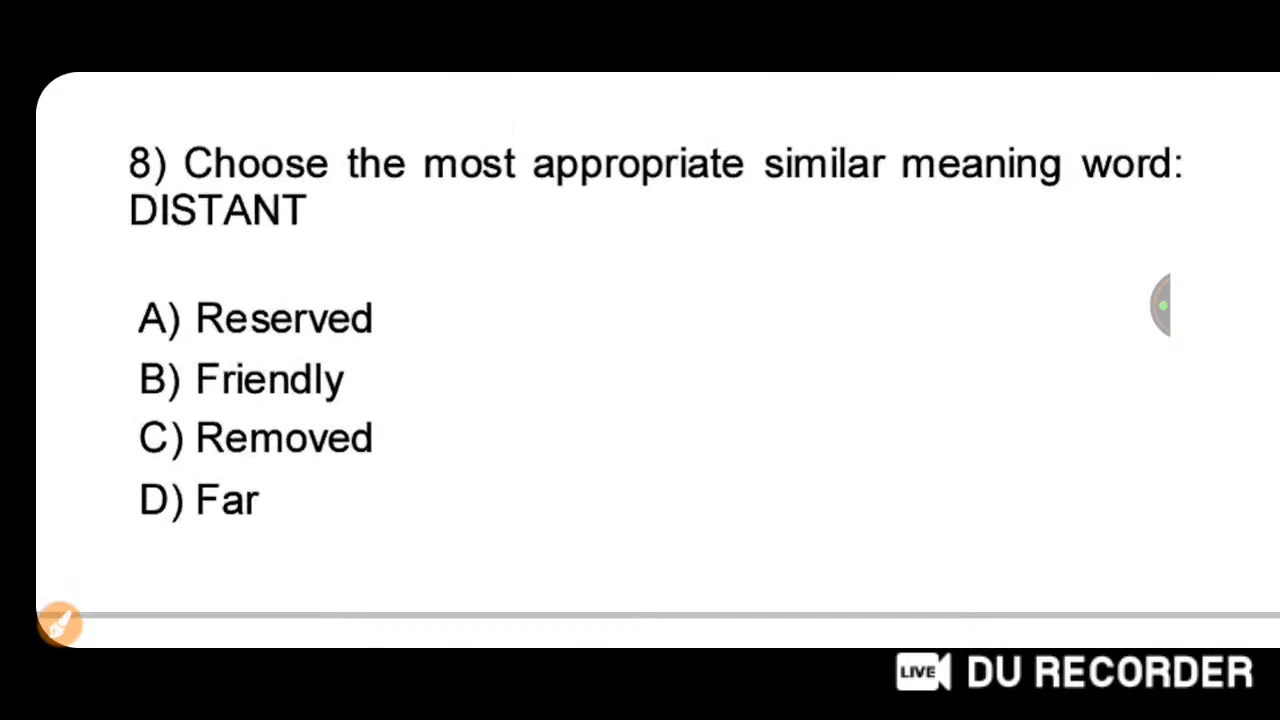 8) Choose the most appropriate similar meaning word:
DISTANT
A) Reserved
B) Friendly
C) Removed
D) Far
LIVE DU RECORDER